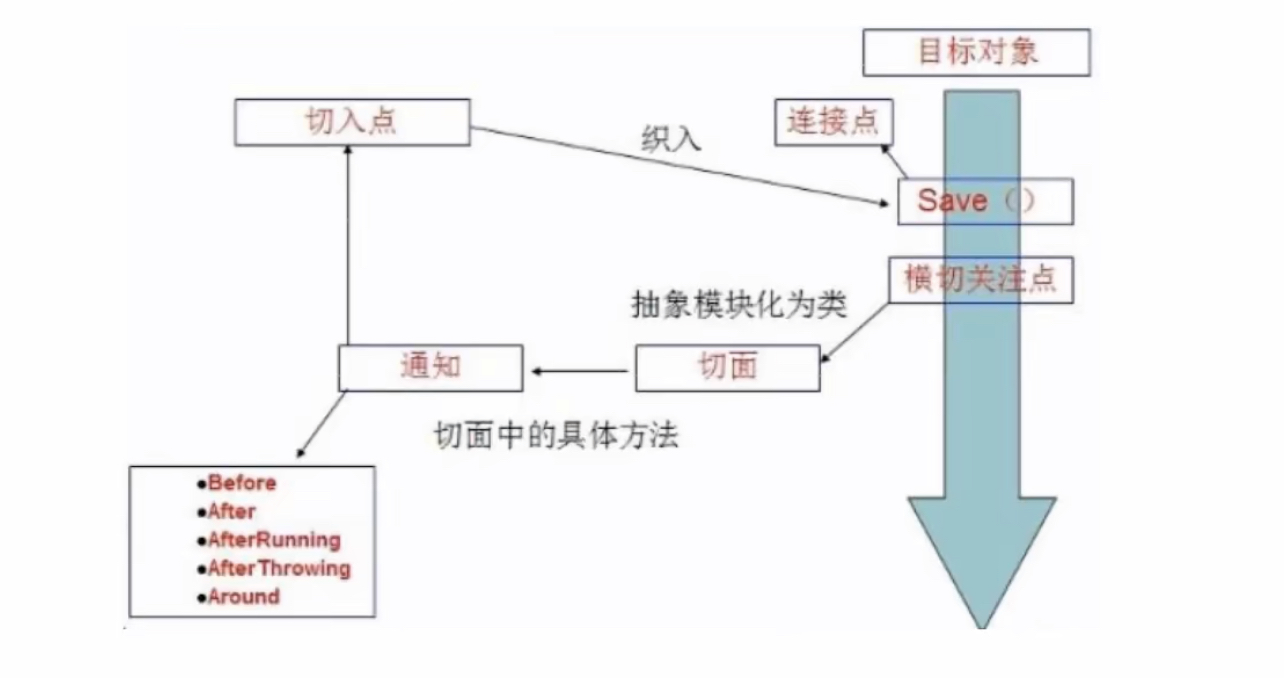 目标对象
切入点
连接点
织入
Save（）
横切关注点
抽象模块化为类
通知
切面
切面中的具体方法
●Before
●After
●AfterRunning
●AfterThrowing
●Around